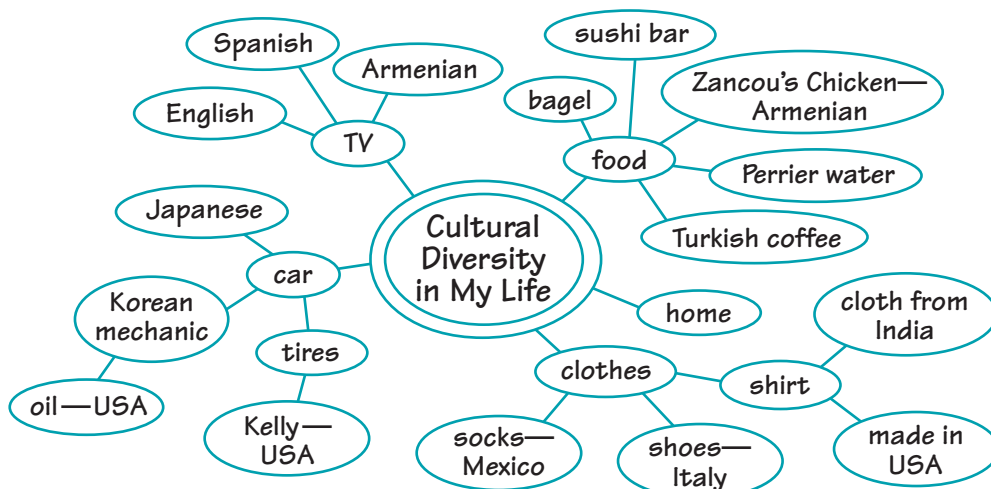 Spanish
Armenian
English
TV
sushi bar
bagel
Zancou's Chicken—
Armenian
food
Perrier water
Turkish coffee
Cultural
Diversity
in My Life
Japanese
car
Korean
mechanic
oil—USA
tires
Kelly—
USA
home
clothes
shirt
cloth from
India
made in
USA
socks—
Mexico
shoes—
Italy